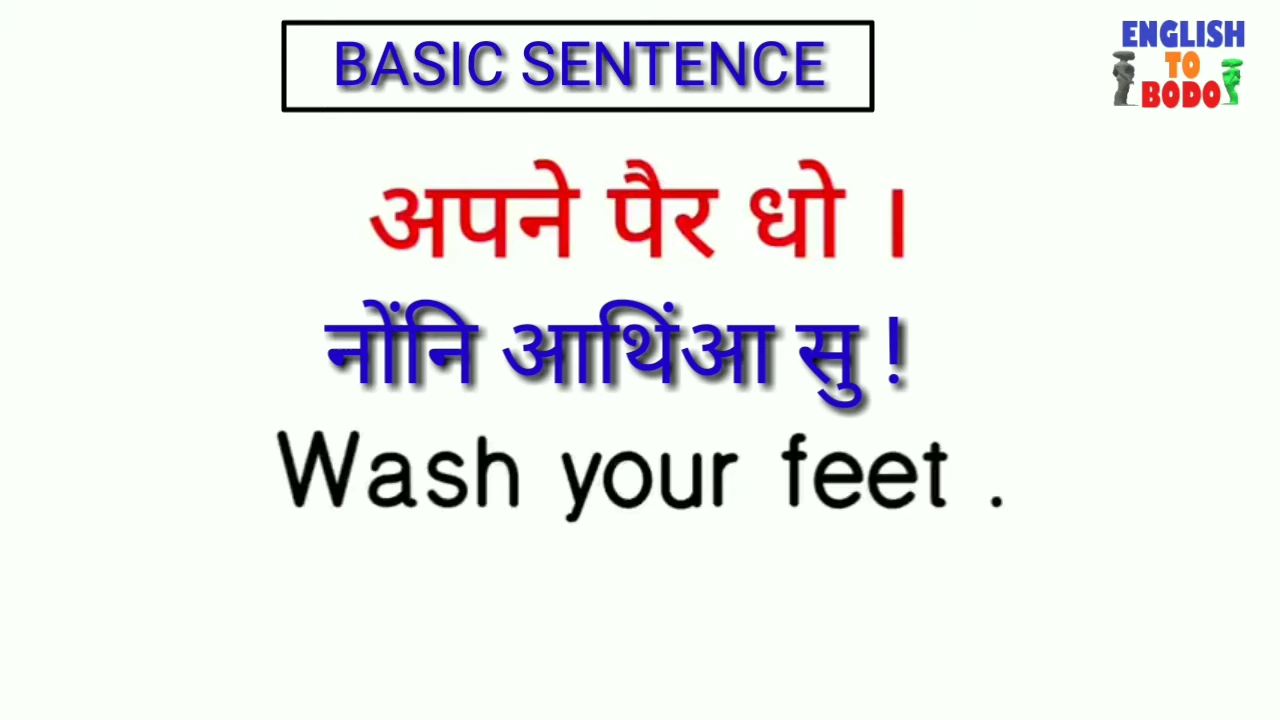 BASIC SENTENCE
ENGLISH
TO
BODO
अपने पैर धो ।
नोंनि आथिंआ सु !
Wash your feet .